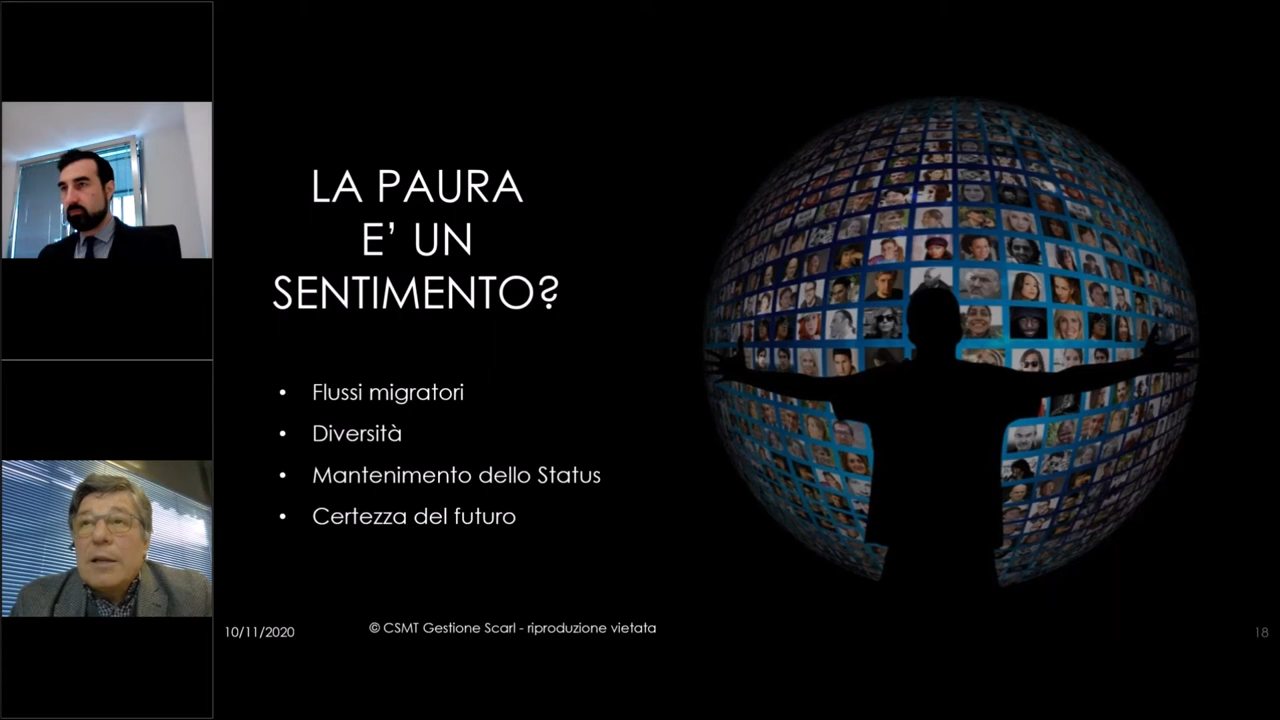 LA PAURA
E’ UN
SENTIMENTO?
• Flussi migratori
• Diversità
• Mantenimento dello Status
• Certezza del futuro
10/11/2020
© CSMT Gestione Scarl - riproduzione vietata
18